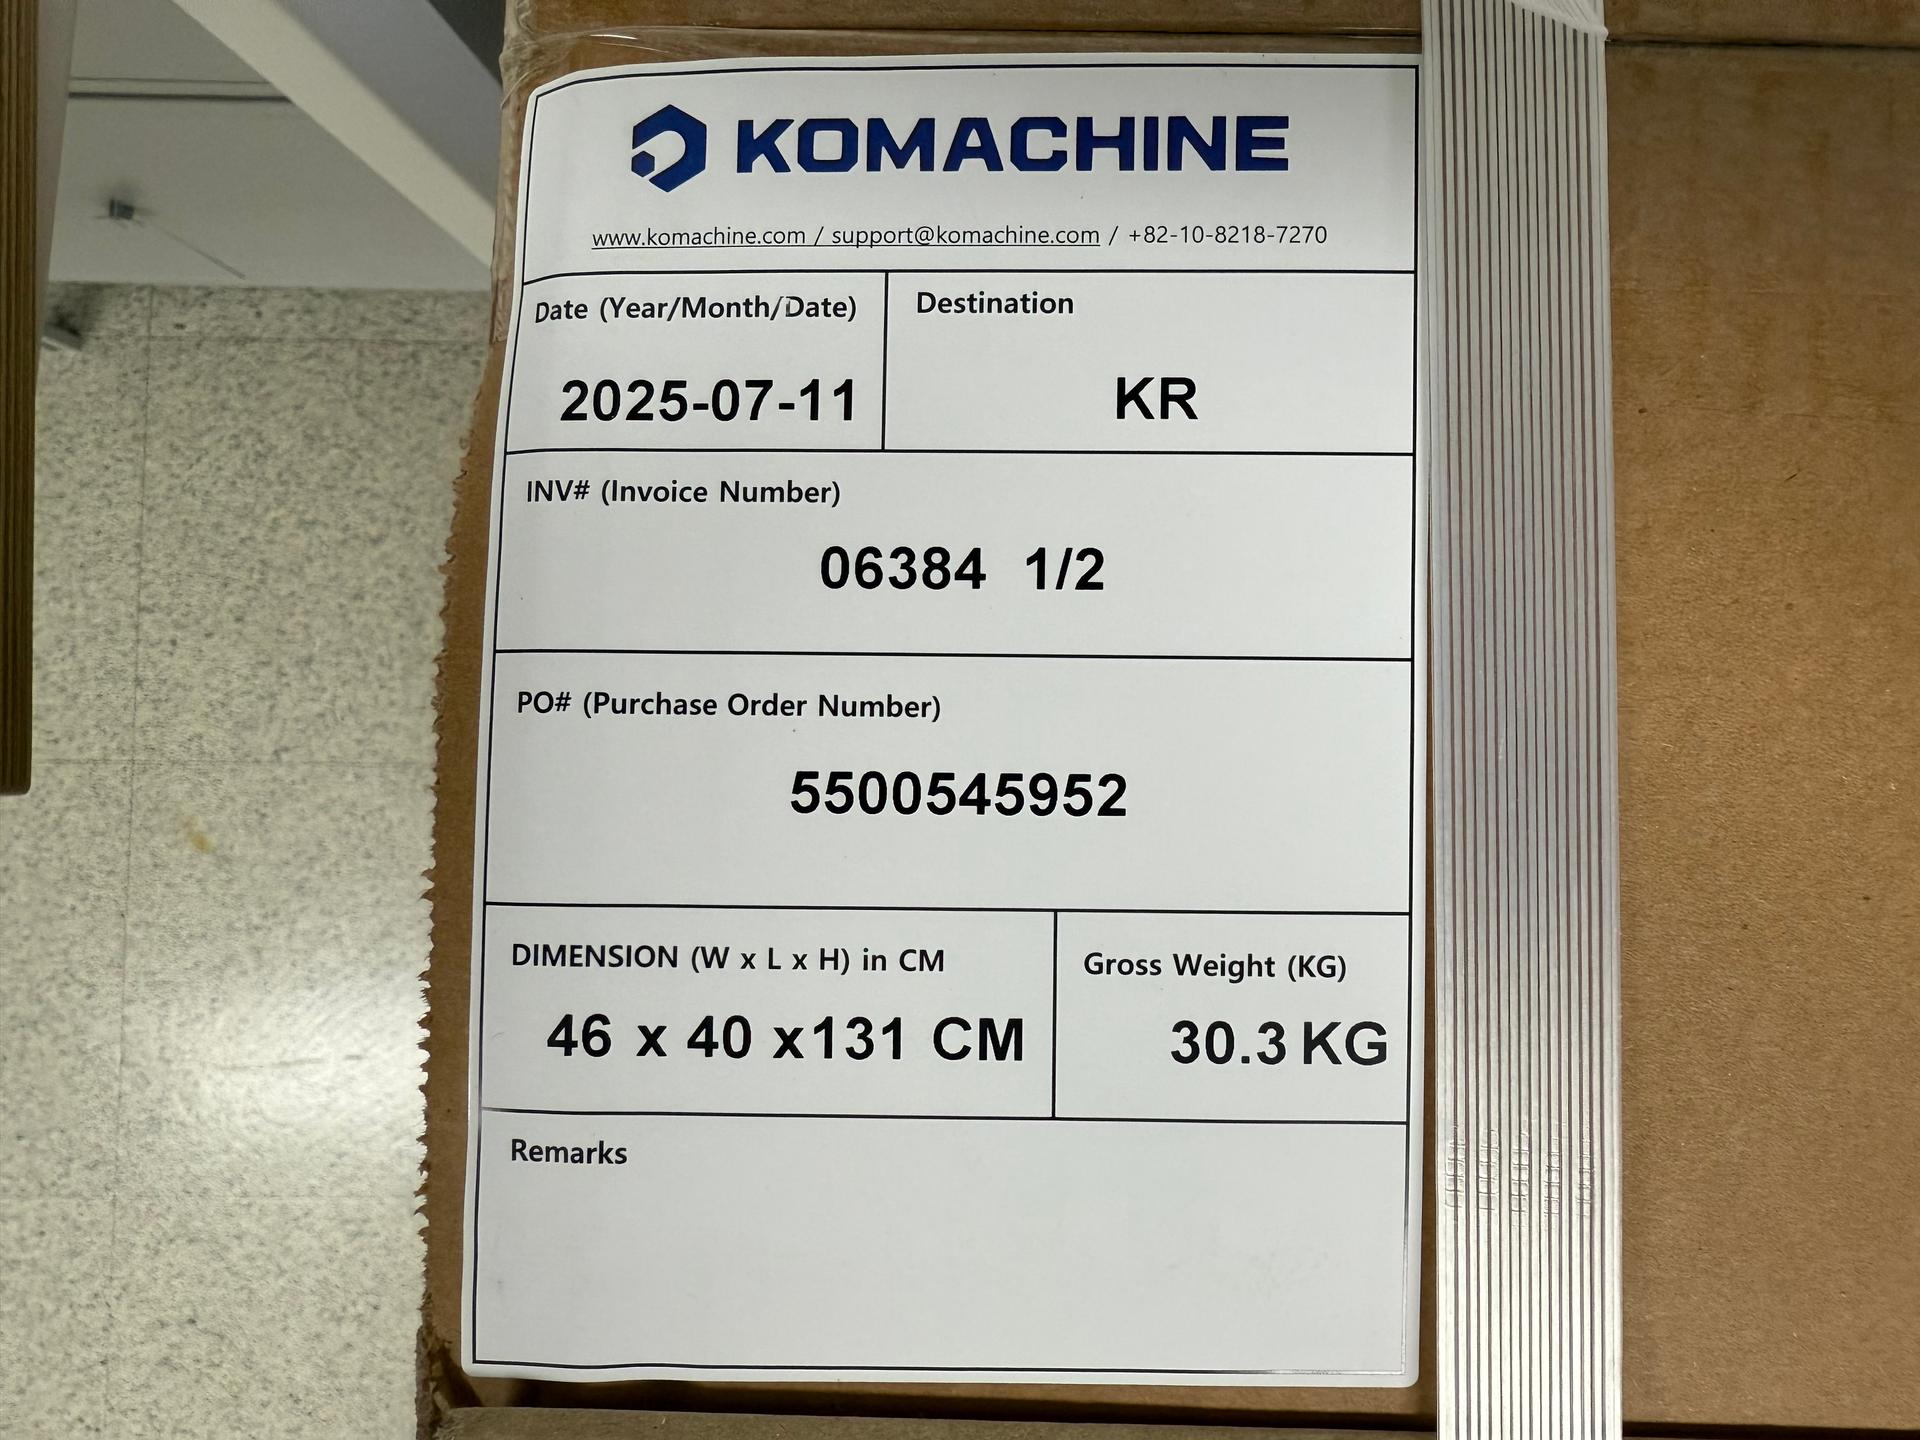 KOMACHINE
www.komachine.com / support@komachine.com / +82-10-8218-7270
Date (Year/Month/Date)
2025-07-11
Destination
KR
INV# (Invoice Number)
06384 1/2
PO# (Purchase Order Number)
5500545952
DIMENSION (W x L x H) in CM
46 x 40 x131 CM
Gross Weight (KG)
30.3 KG
Remarks